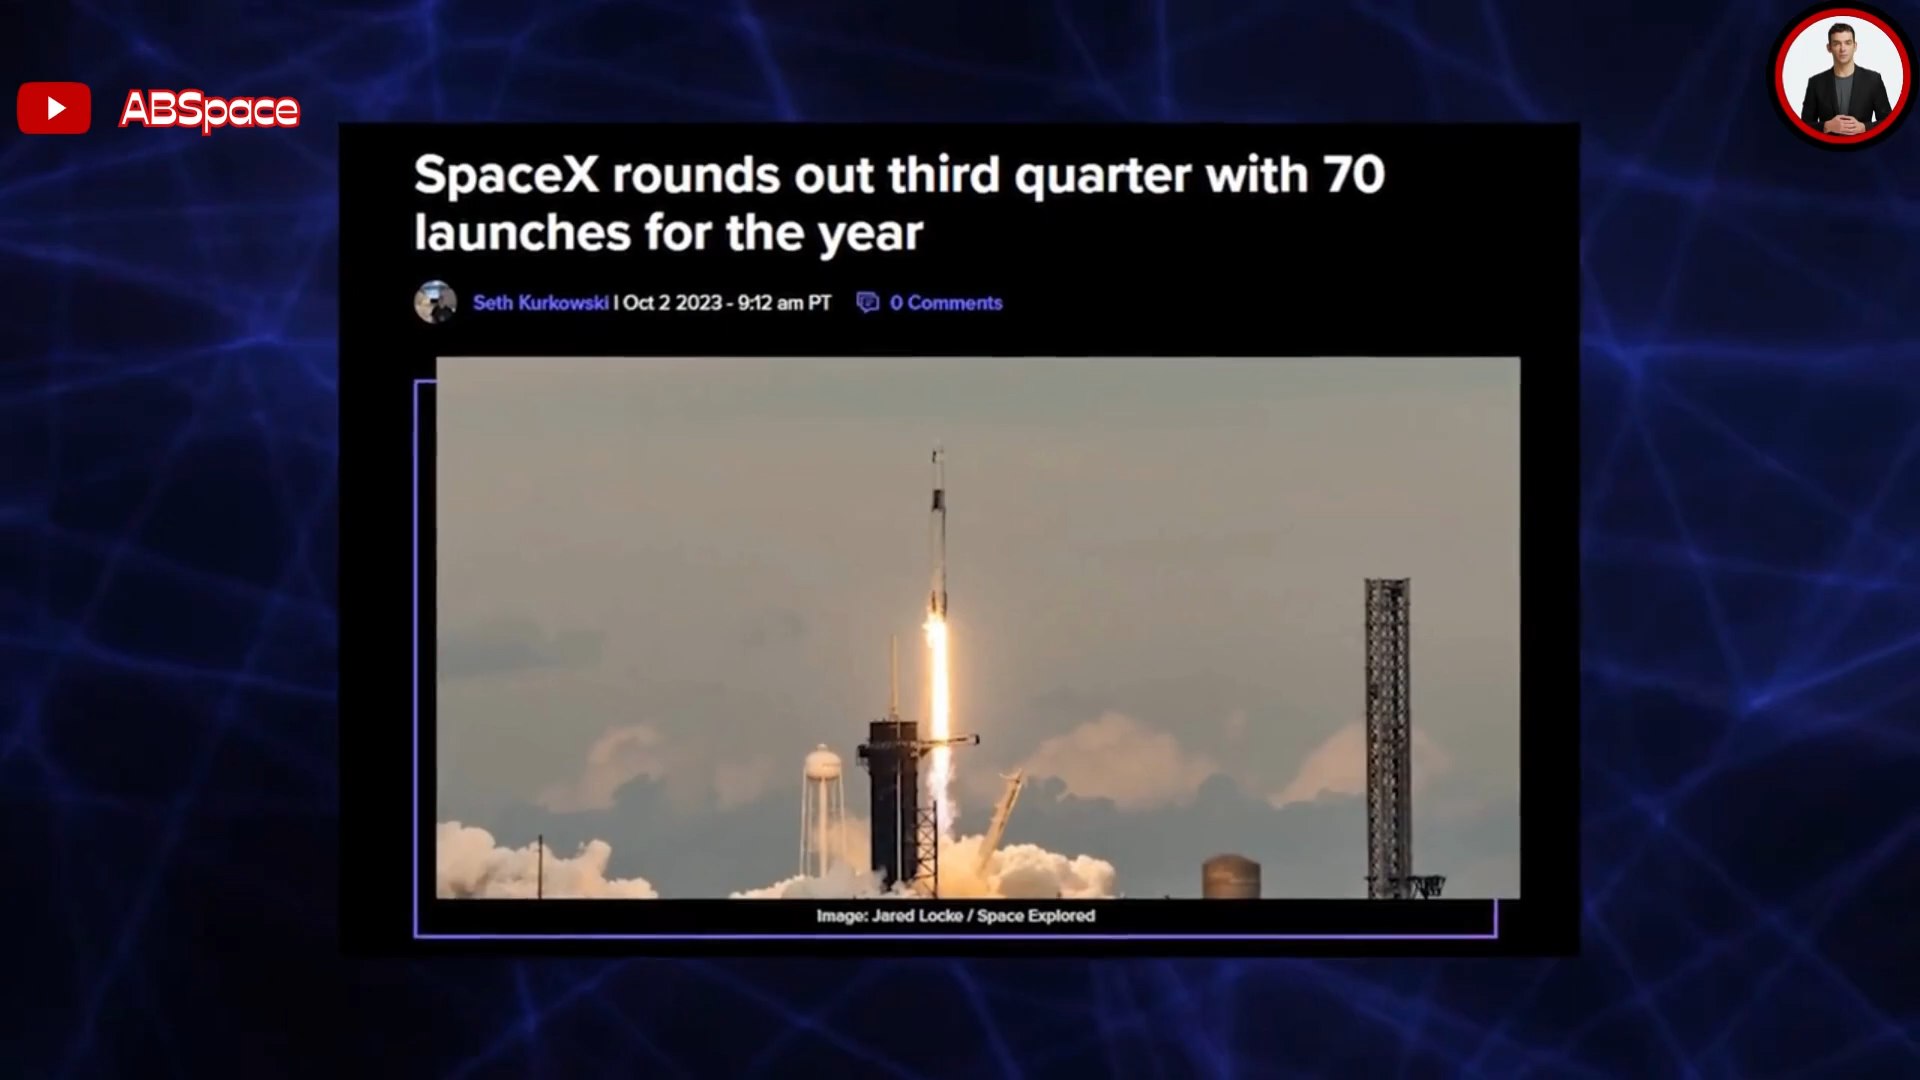 ABSpace
SpaceX rounds out third quarter with 70
launches for the year
Seth Kurkowski | Oct 2 2023 - 9:12 am PT 0 Comments
Image: Jared Locke / Space Explored